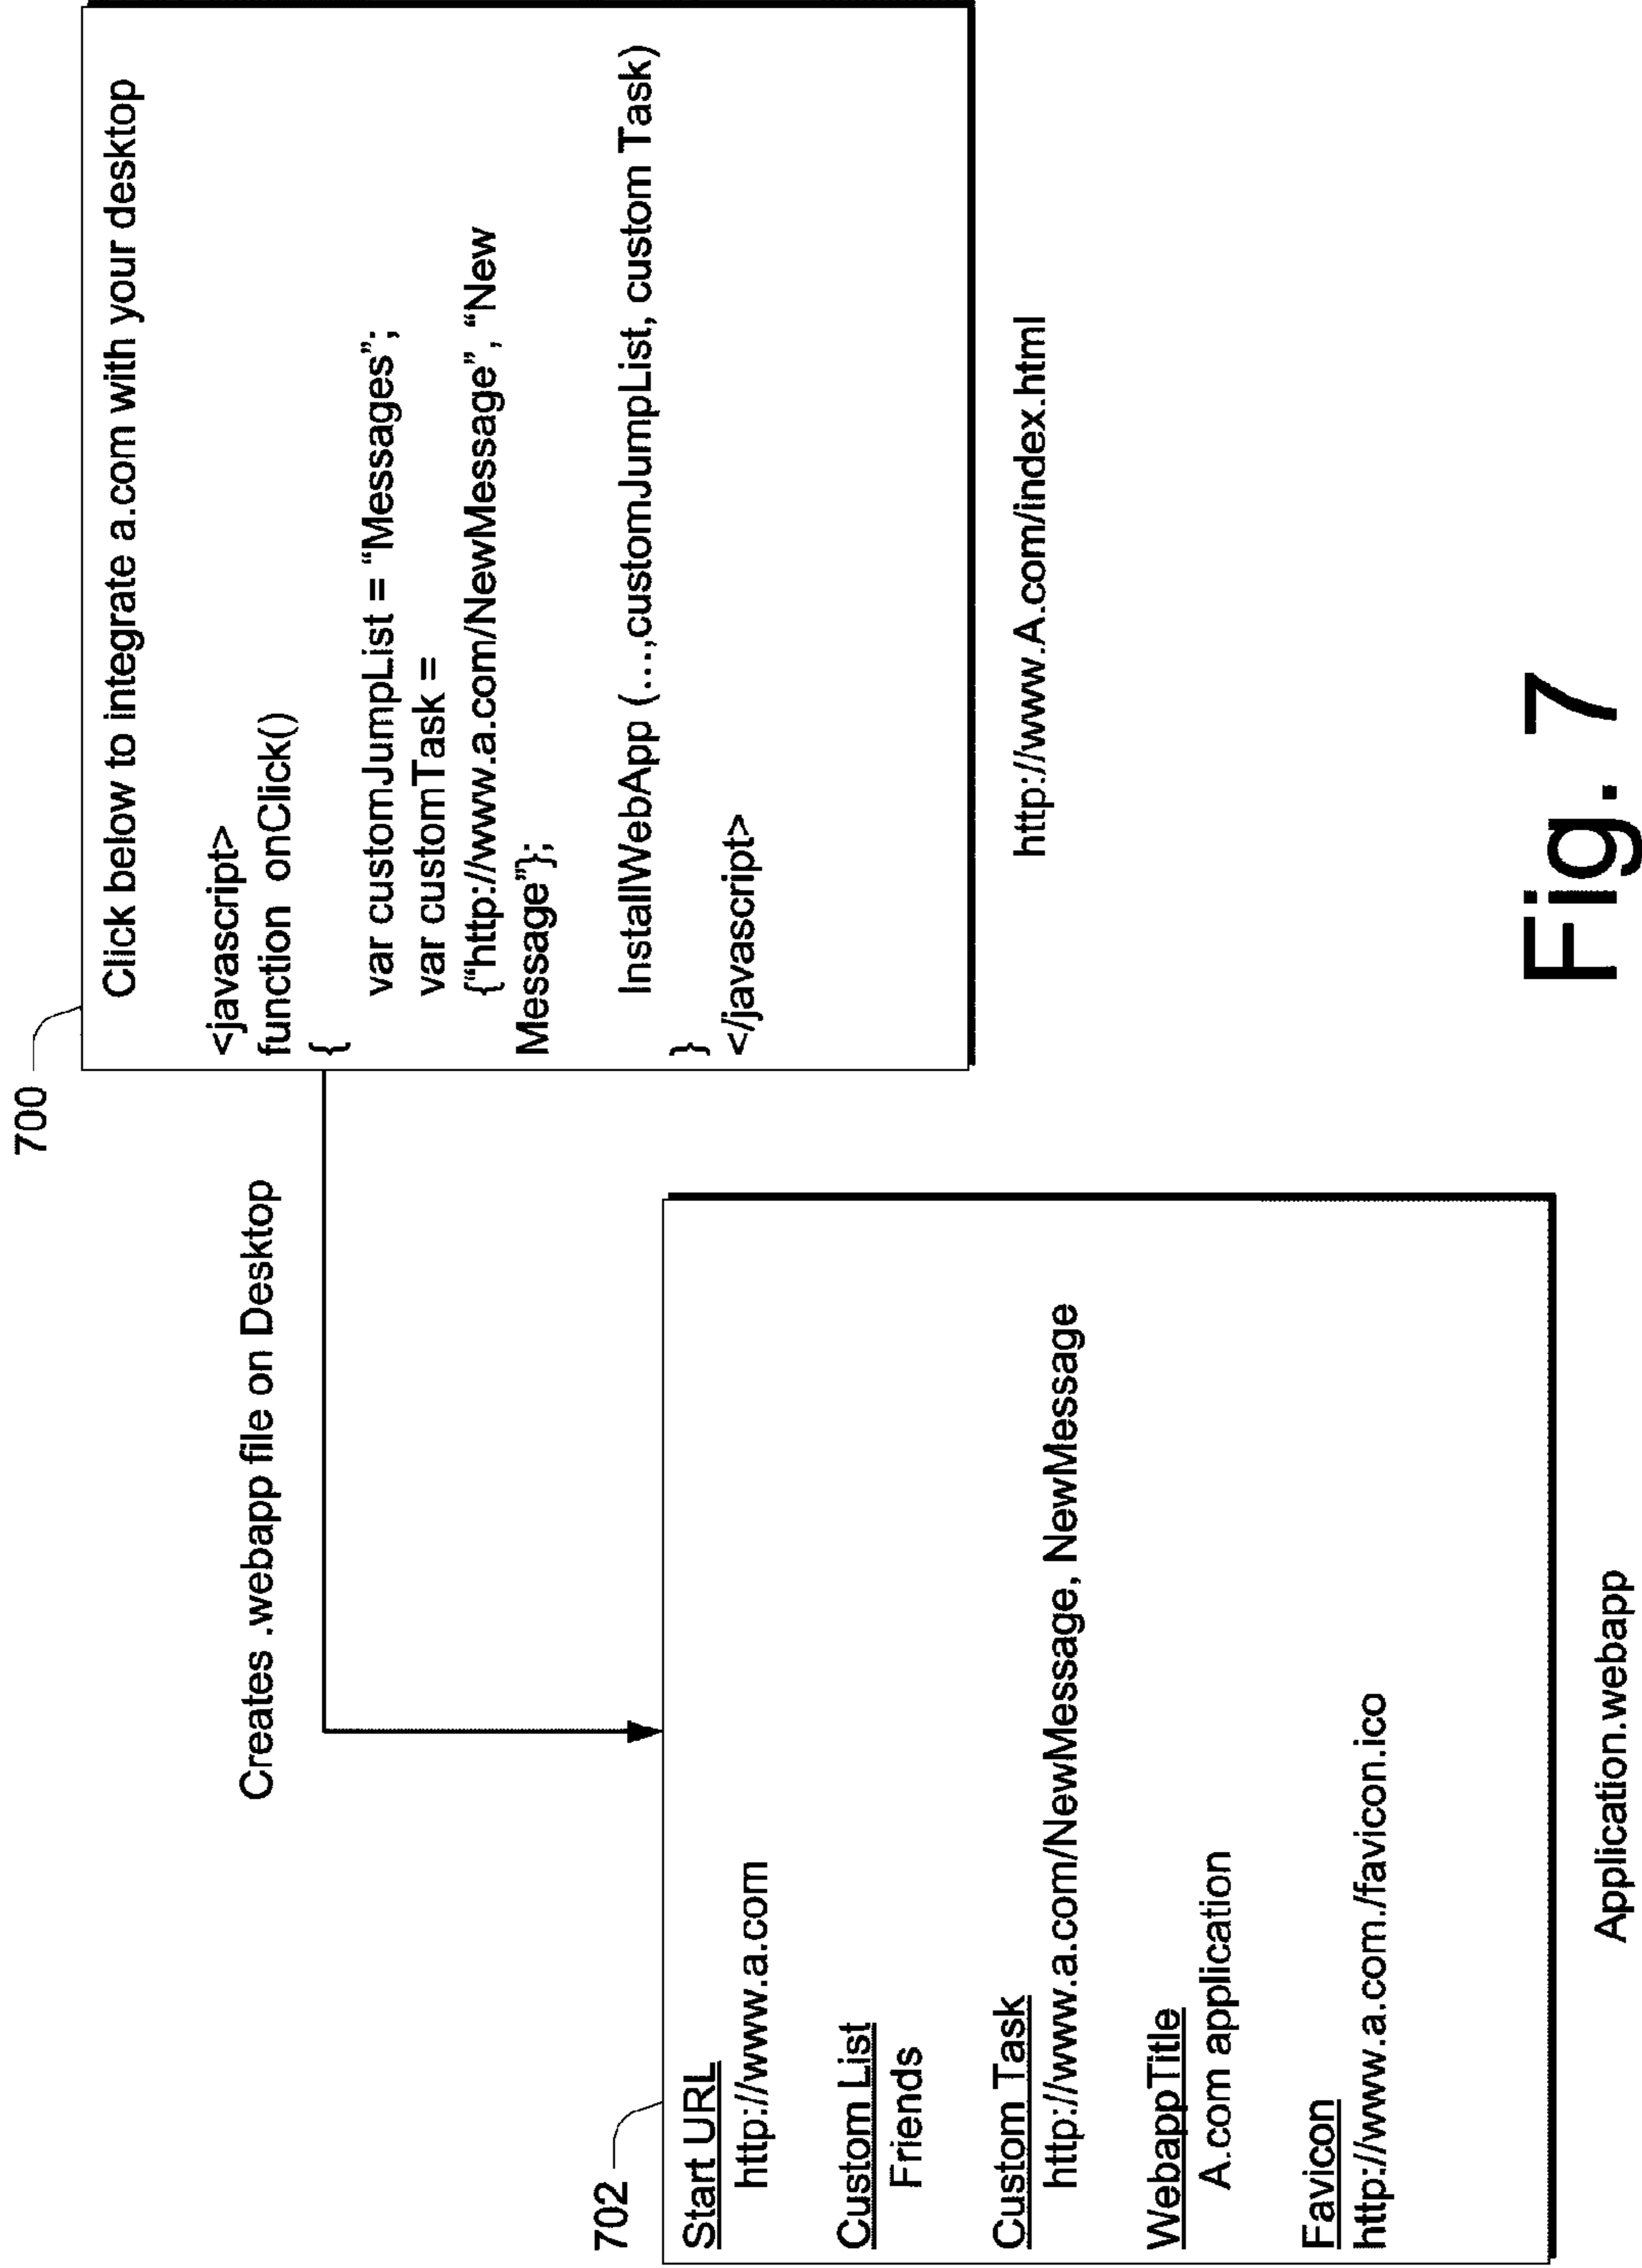 700
Click below to integrate a.com with your desktop
<javascript>
function onClick()
{
var customJumpList = “Messages”;
var customTask =
{“http://www.a.com/NewMessage”, “New
Message”};
InstallWebApp (...,customJumpList, custom Task)
}
</javascript>
http://www.A.com/index.html
Creates .webapp file on Desktop
702
Start URL
http://www.a.com
Custom List
Friends
Custom Task
http://www.a.com/NewMessage, NewMessage
WebappTitle
A.com application
Favicon
http://www.a.com./favicon.ico
Application.webapp
Fig. 7